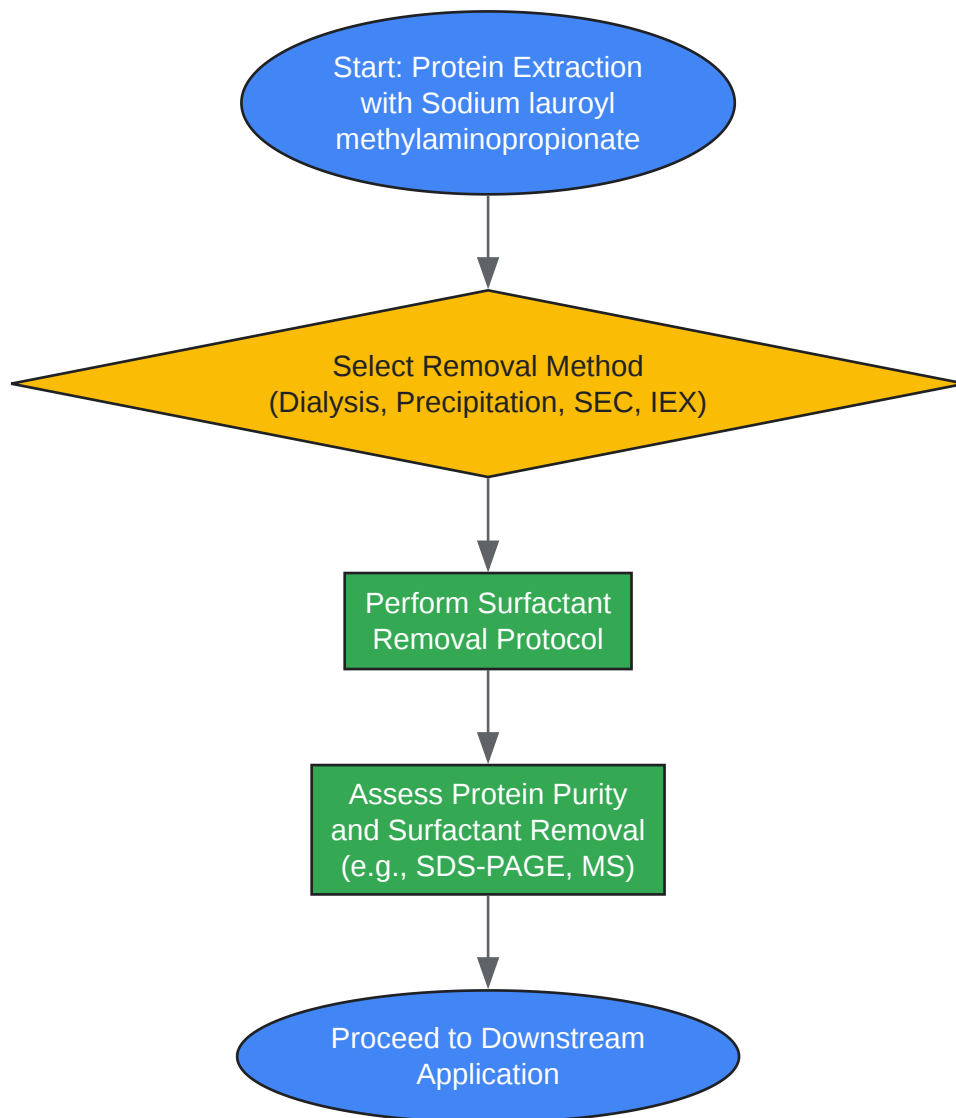 Start: Protein Extraction
with Sodium lauroyl
methylaminopropionate
Select Removal Method
(Dialysis, Precipitation, SEC, IEX)
Perform Surfactant
Removal Protocol
Assess Protein Purity
and Surfactant Removal
(e.g., SDS-PAGE, MS)
Proceed to Downstream
Application